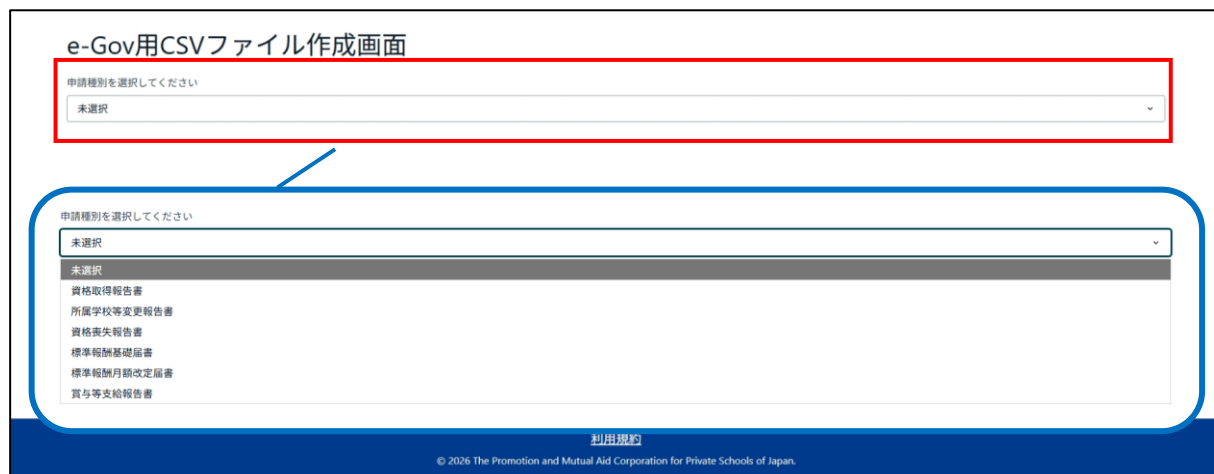 e-Gov用CSVファイル作成画面
申請種別を選択してください
未選択
申請種別を選択してください
未選択
未選択
資格取得報告書
所属学校等変更報告書
資格喪失報告書
標準報酬基礎届書
標準報酬月額改定届書
賞与等支給報告書
利用規約
© 2026 The Promotion and Mutual Aid Corporation for Private Schools of Japan.